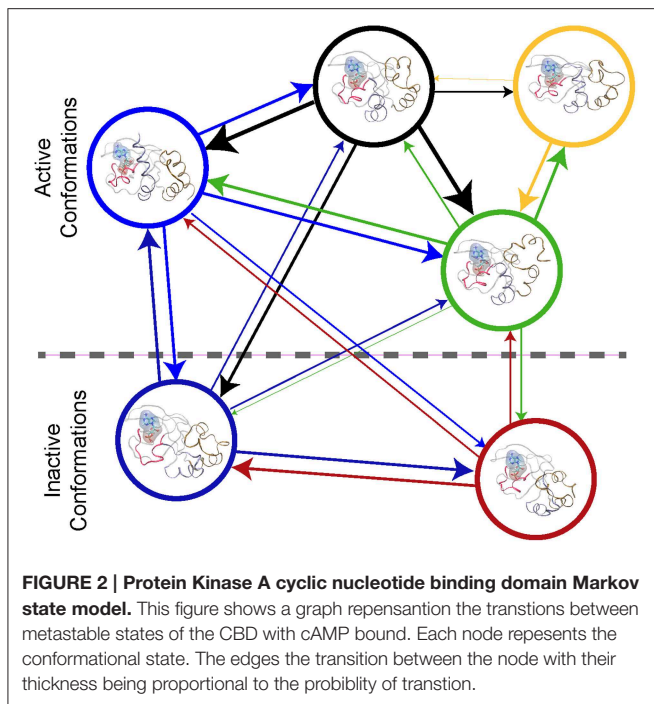 Active
Conformations
Inactive
Conformations
FIGURE 2 | Protein Kinase A cyclic nucleotide binding domain Markov
state model. This figure shows a graph repensantion the transtions between
metastable states of the CBD with cAMP bound. Each node repesents the
conformational state. The edges the transition between the node with their
thickness being proportional to the probiblity of transtion.